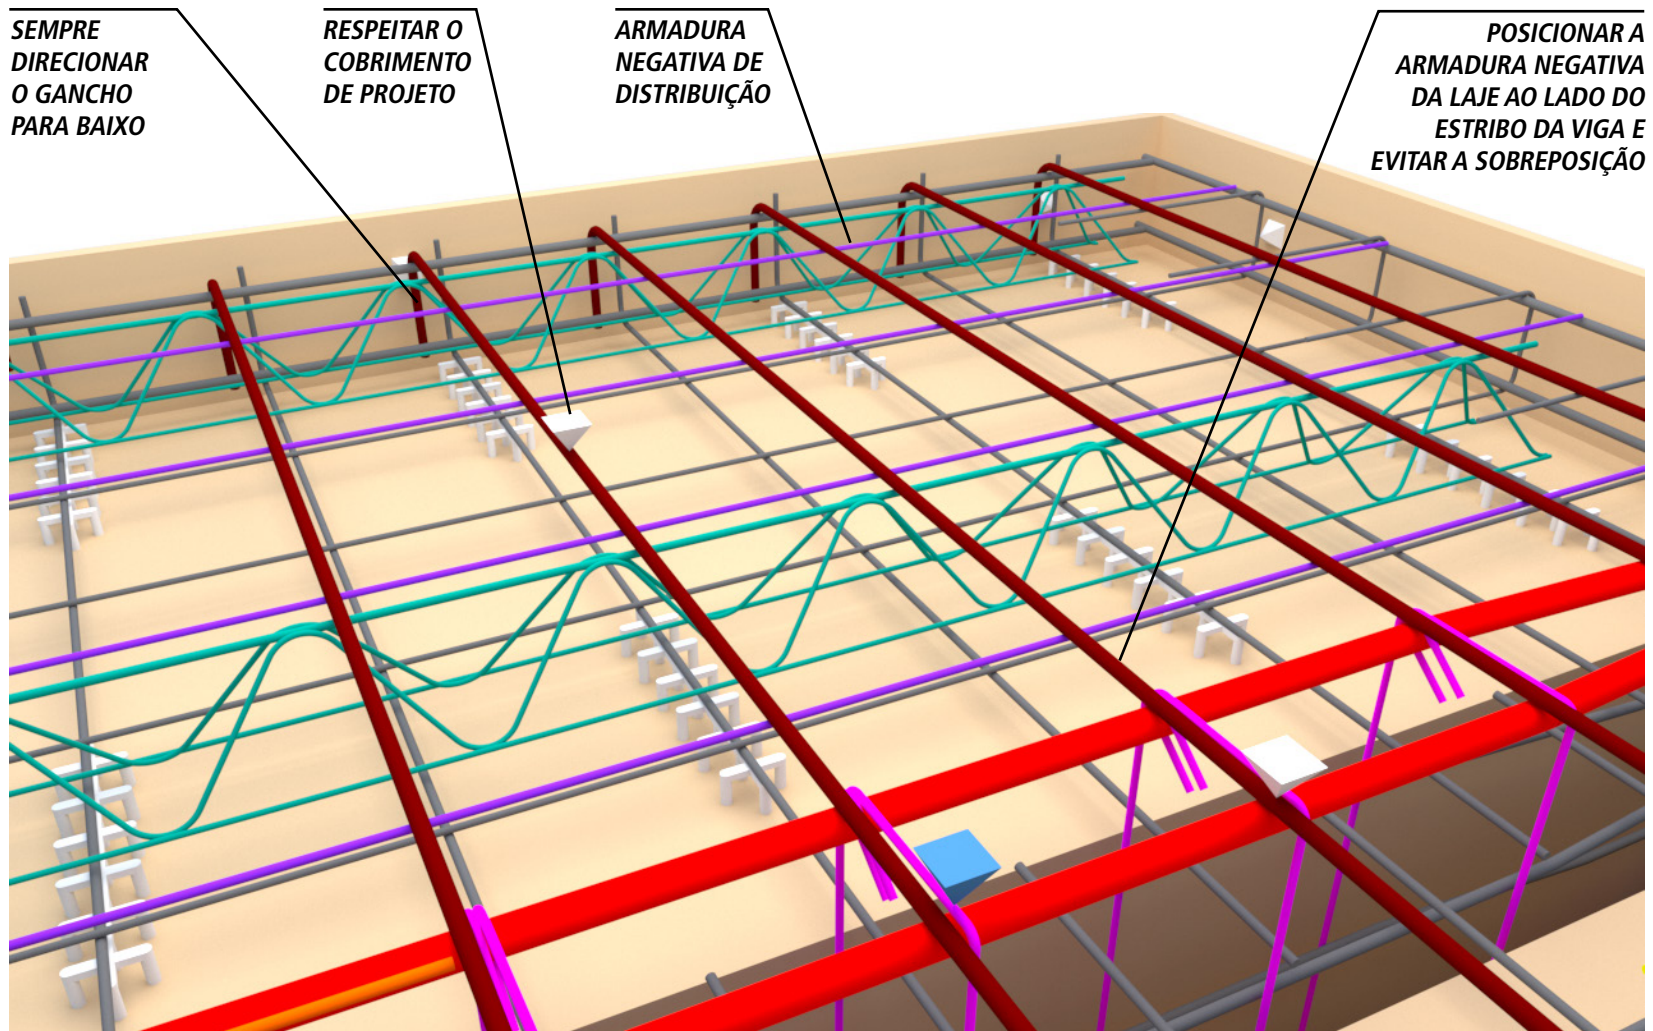 SEMPRE
DIRECIONAR
O GANCHO
PARA BAIXO
RESPEITAR O
COBRIMENTO
DE PROJETO
ARMADURA
NEGATIVA DE
DISTRIBUIÇÃO
POSICIONAR A
ARMADURA NEGATIVA
DA LAJE AO LADO DO
ESTRIBO DA VIGA E
EVITAR A SOBREPOSIÇÃO